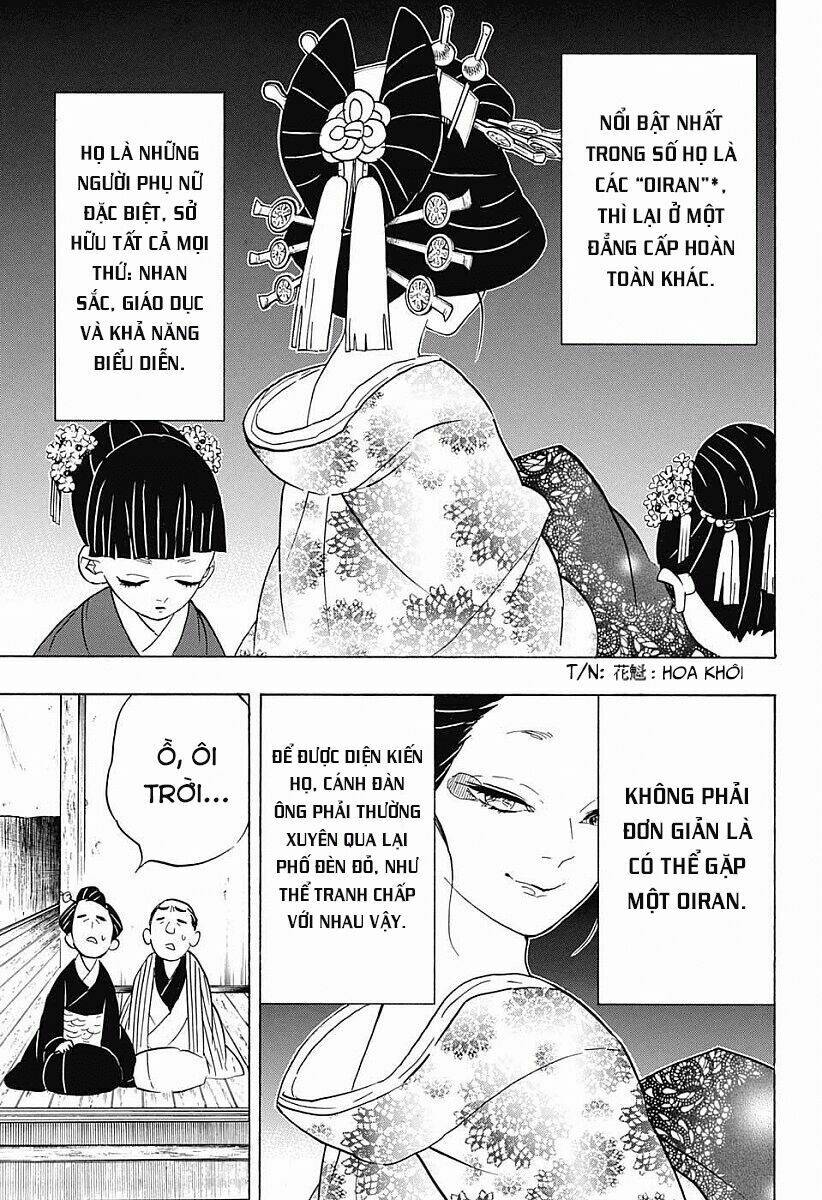 NỔI BẬT NHẤT
TRONG SỐ HỌ LÀ
CÁC “OIRAN”*,
THÌ LẠI Ở MỘT
ĐẲNG CẤP HOÀN
TOÀN KHÁC.
HỌ LÀ NHỮNG
NGƯỜI PHỤ NỮ
ĐẶC BIỆT, SỞ
HỮU TẤT CẢ MỌI
THỨ: NHAN
SẮC, GIÁO DỤC
VÀ KHẢ NĂNG
BIỂU DIỄN.
T/N: 花魁 : HOA KHÔI
KHÔNG PHẢI
ĐƠN GIẢN LÀ
CÓ THỂ GẶP
MỘT OIRAN.
ĐỂ ĐƯỢC DIỆN KIẾN
HỌ, CÁNH ĐÀN
ÔNG PHẢI THƯỜNG
XUYÊN QUA LẠI
PHỐ ĐÈN ĐỎ, NHƯ
THỂ TRANH CHẤP
VỚI NHAU VẬY.
Ồ, ÔI
TRỜI...